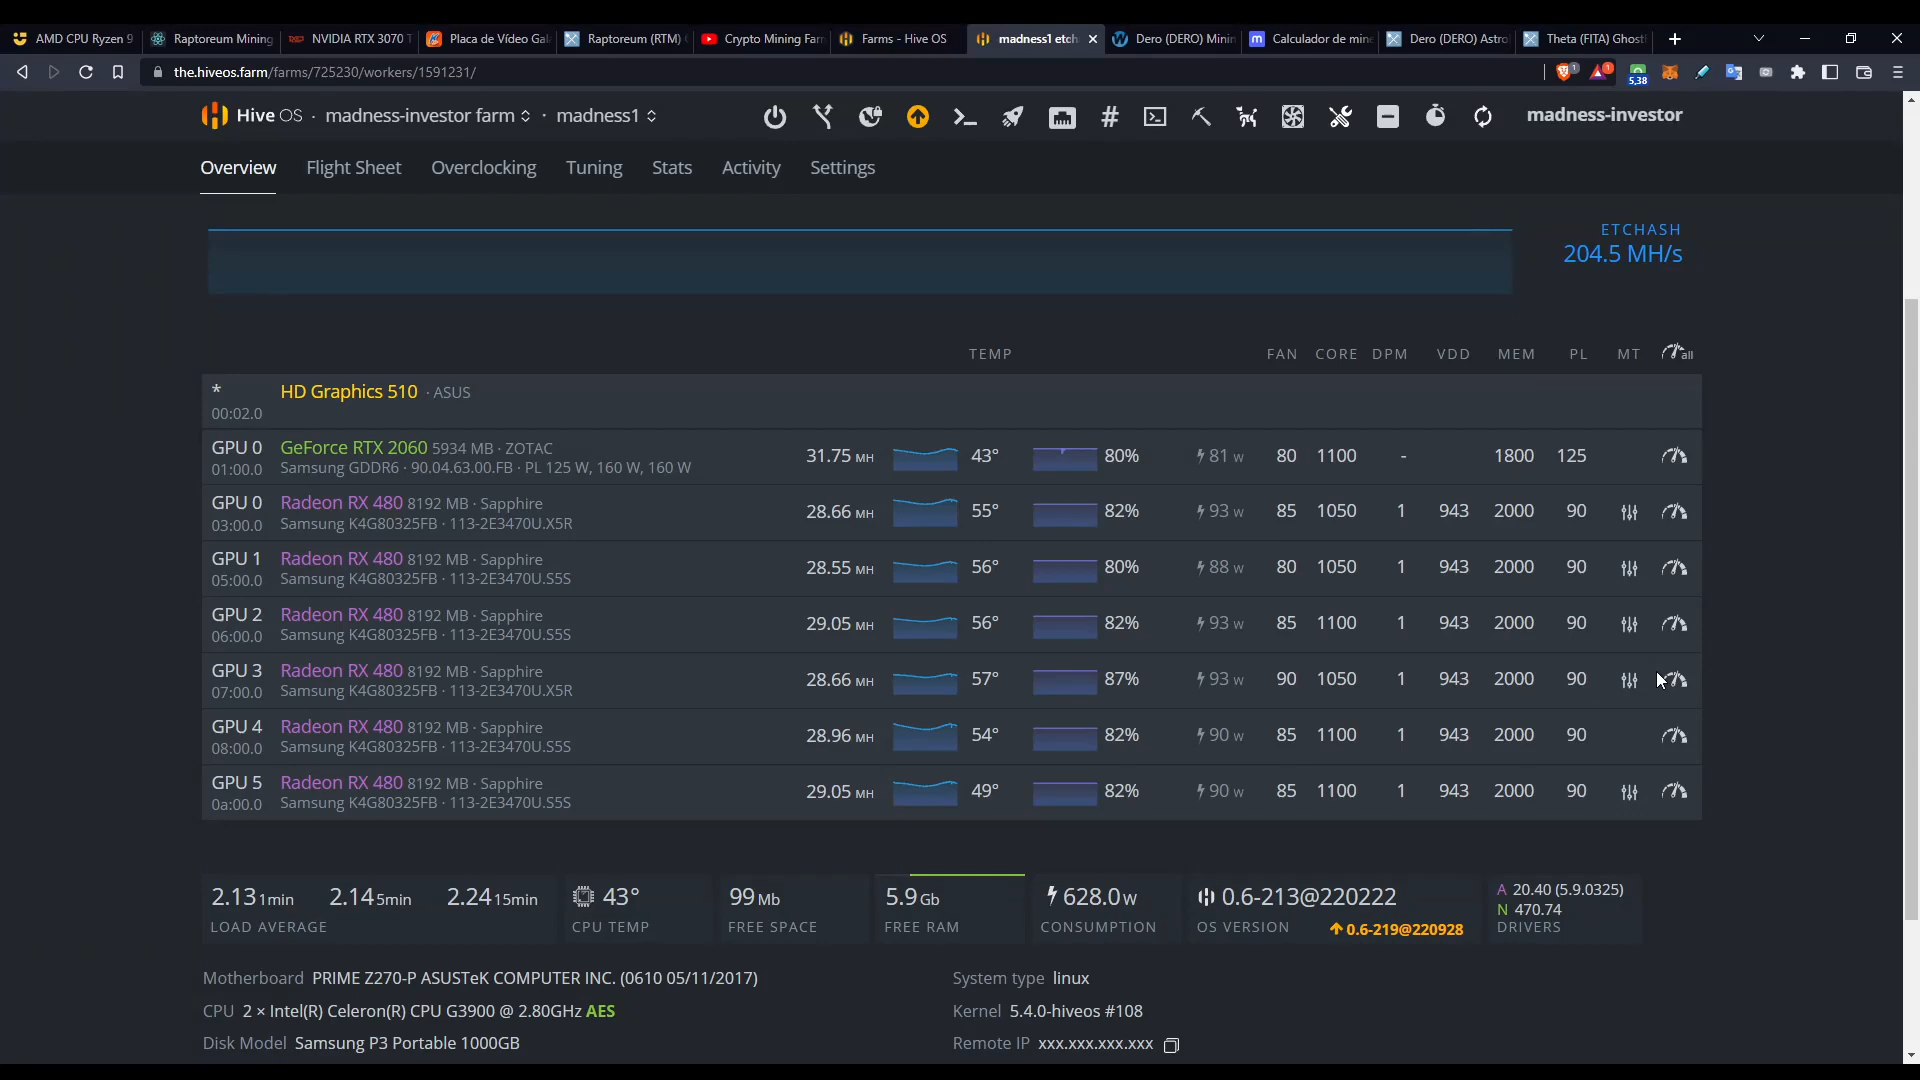 AMD CPU Ryzen 9
Raptoreum Mining
NVIDIA RTX 3070 T
Placa de Vídeo Gal
Raptoreum (RTM)
Crypto Mining Farm
Farms - Hive OS
madness1 etch
Dero (DERO) Minin
Calculador de mine
Dero (DERO) Astro
Theta (FITA) Ghost
the.hiveos.farm/farms/725230/workers/1591231/
1
1
5,38
Hive OS · madness-investor farm · madness1
madness-investor
Overview Flight Sheet Overclocking Tuning Stats Activity Settings
ETCHASH
204.5 MH/s
TEMP FAN CORE DPM VDD MEM PL MT all
* HD Graphics 510 · ASUS
00:02.0
GPU 0 GeForce RTX 2060 5934 MB · ZOTAC 31.75 MH 43° 80% 81 W 80 1100 - 1800 125
01:00.0 Samsung GDDR6 · 90.04.63.00.FB · PL 125 W, 160 W, 160 W
GPU 0 Radeon RX 480 8192 MB · Sapphire 28.66 MH 55° 82% 93 W 85 1050 1 943 2000 90
03:00.0 Samsung K4G80325FB · 113-2E3470U.X5R
GPU 1 Radeon RX 480 8192 MB · Sapphire 28.55 MH 56° 80% 88 W 80 1050 1 943 2000 90
05:00.0 Samsung K4G80325FB · 113-2E3470U.S5S
GPU 2 Radeon RX 480 8192 MB · Sapphire 29.05 MH 56° 82% 93 W 85 1100 1 943 2000 90
06:00.0 Samsung K4G80325FB · 113-2E3470U.S5S
GPU 3 Radeon RX 480 8192 MB · Sapphire 28.66 MH 57° 87% 93 W 90 1050 1 943 2000 90
07:00.0 Samsung K4G80325FB · 113-2E3470U.X5R
GPU 4 Radeon RX 480 8192 MB · Sapphire 28.96 MH 54° 82% 90 W 85 1100 1 943 2000 90
08:00.0 Samsung K4G80325FB · 113-2E3470U.S5S
GPU 5 Radeon RX 480 8192 MB · Sapphire 29.05 MH 49° 82% 90 W 85 1100 1 943 2000 90
0a:00.0 Samsung K4G80325FB · 113-2E3470U.S5S
2.13 1min 2.14 5min 2.24 15min
LOAD AVERAGE
43°
CPU TEMP
99 Mb
FREE SPACE
5.9 Gb
FREE RAM
628.0 W
CONSUMPTION
0.6-213@220222
OS VERSION 0.6-219@220928
A 20.40 (5.9.0325)
N 470.74
DRIVERS
Motherboard PRIME Z270-P ASUSTeK COMPUTER INC. (0610 05/11/2017)
CPU 2 × Intel(R) Celeron(R) CPU G3900 @ 2.80GHz AES
Disk Model Samsung P3 Portable 1000GB
System type linux
Kernel 5.4.0-hiveos #108
Remote IP xxx.xxx.xxx.xxx